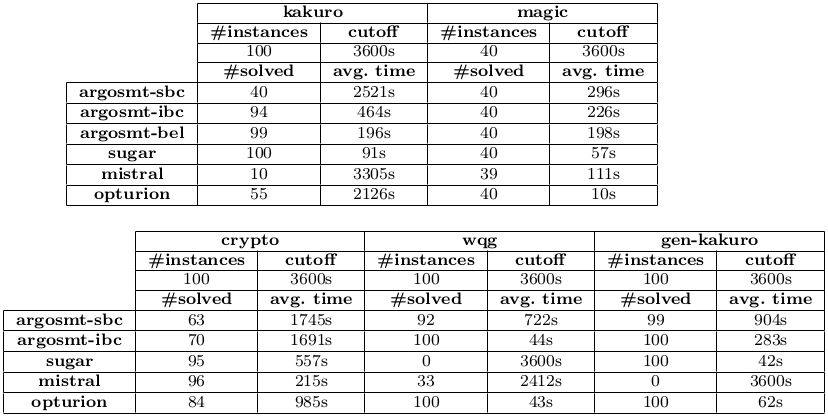 kakuro magic
#instances cutoff #instances cutoff
100 3600s 40 3600s
#solved avg. time #solved avg. time
argosmt-sbc 40 2521s 40 296s
argosmt-ibc 94 464s 40 226s
argosmt-bel 99 196s 40 198s
sugar 100 91s 40 57s
mistral 10 3305s 39 111s
opturion 55 2126s 40 10s
crypto wqg gen-kakuro
#instances cutoff #instances cutoff #instances cutoff
100 3600s 100 3600s 100 3600s
#solved avg. time #solved avg. time #solved avg. time
argosmt-sbc 63 1745s 92 722s 99 904s
argosmt-ibc 70 1691s 100 44s 100 283s
sugar 95 557s 0 3600s 100 42s
mistral 96 215s 33 2412s 0 3600s
opturion 84 985s 100 43s 100 62s